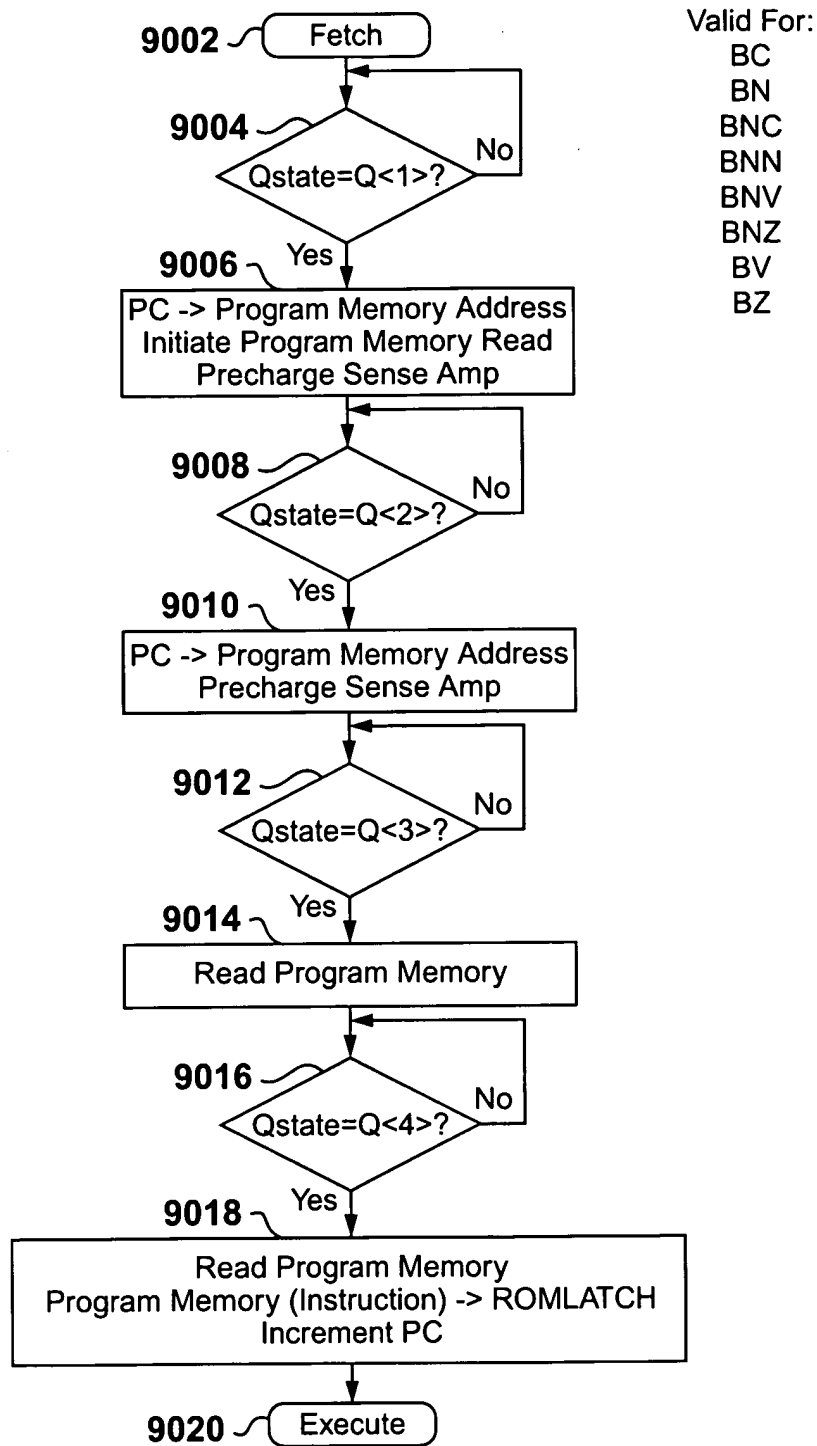 9002
Fetch
9004
Qstate=Q<1>?
No
Yes
9006
PC -> Program Memory Address
Initiate Program Memory Read
Precharge Sense Amp
9008
Qstate=Q<2>?
No
Yes
9010
PC -> Program Memory Address
Precharge Sense Amp
9012
Qstate=Q<3>?
No
Yes
9014
Read Program Memory
9016
Qstate=Q<4>?
No
Yes
9018
Read Program Memory
Program Memory (Instruction) -> ROMLATCH
Increment PC
9020
Execute
Valid For:
BC
BN
BNC
BNN
BNV
BNZ
BV
BZ